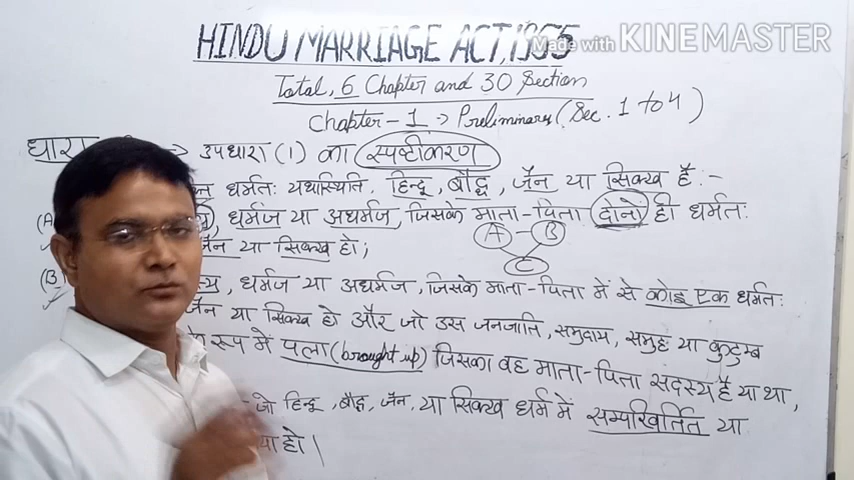 HINDU MARRIAGE ACT, 1955
Made with KINEMASTER
Total, 6 Chapter and 30 Section
Chapter-1 → Preliminary (Sec. 1 to 4)
धारा → उपधारा (1) का स्पष्टीकरण
धर्मतः यथास्थिति, हिन्दू, बौद्ध, जैन या सिक्ख है :-
(A) धर्मज या अधर्मज, जिसके माता-पिता दोनों ही धर्मतः
A - B
जैन या सिक्ख हो;
C
(B) धर्मज या अधर्मज, जिसके माता-पिता में से कोइ एक धर्मतः
जैन या सिक्ख हो और जो उस जनजाति, समुदाय, समुह या कुटुम्ब
रूप में पला (brought up) जिसका वह माता-पिता सदस्य है या था,
जो हिन्दू, बौद्ध, जैन, या सिक्ख धर्म में सम्परिवर्तित या
हो।